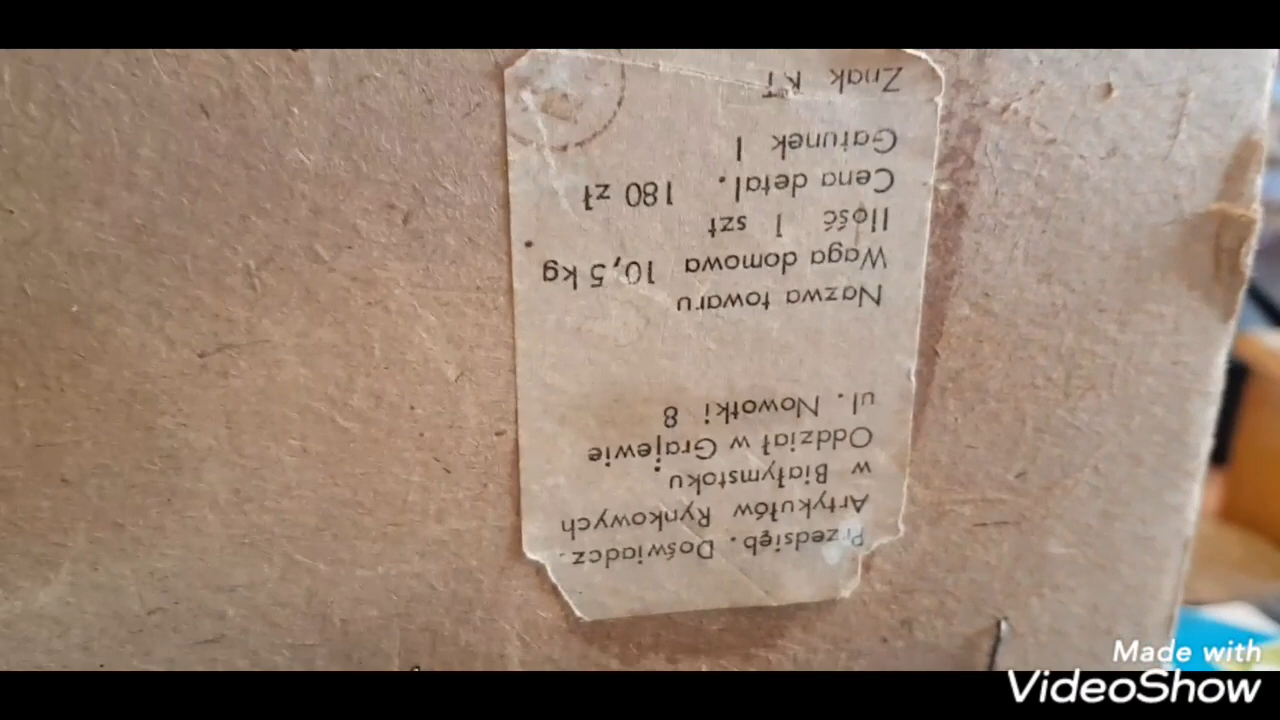 Przedsięb. Doświadcz.
Artykułów Rynkowych
w Białymstoku
Oddział w Grajewie
ul. Nowotki 8
Nazwa towaru
Waga domowa 10,5 kg
Ilość 1 szt
Cena detal. 180 zł
Gatunek I
Znak KT
Made with
VideoShow